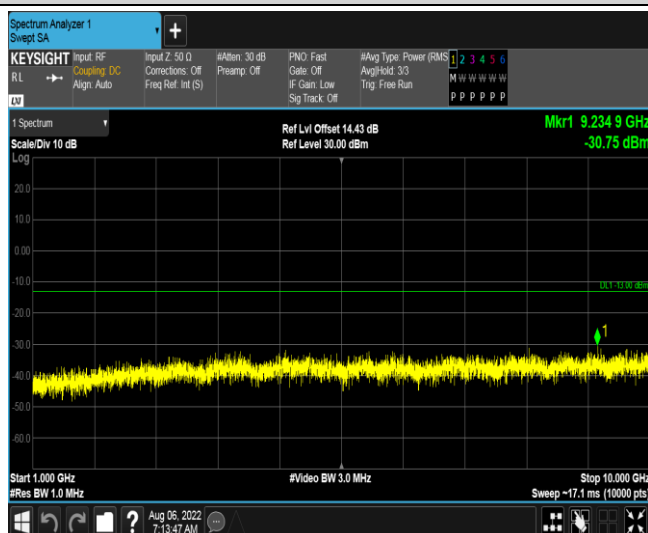 Spectrum Analyzer 1
Swept SA
+
KEYSIGHT
RL
LXI
Input: RF
Coupling: DC
Align: Auto
Input Z: 50 Ω
Corrections: Off
Freq Ref: Int (S)
#Atten: 30 dB
Preamp: Off
PNO: Fast
Gate: Off
IF Gain: Low
Sig Track: Off
#Avg Type: Power (RMS
Avg|Hold: 3/3
Trig: Free Run
1 2 3 4 5 6
M W W W W W
P P P P P P
1 Spectrum
Scale/Div 10 dB
Log
Ref Lvl Offset 14.43 dB
Ref Level 30.00 dBm
Mkr1 9.234 9 GHz
-30.75 dBm
20.0
10.0
0.00
-10.0
DL1 -13.00 dBm
-20.0
1
-30.0
-40.0
-50.0
-60.0
Start 1.000 GHz
#Res BW 1.0 MHz
#Video BW 3.0 MHz
Stop 10.000 GHz
Sweep ~17.1 ms (10000 pts)
?
Aug 06, 2022
7:13:47 AM